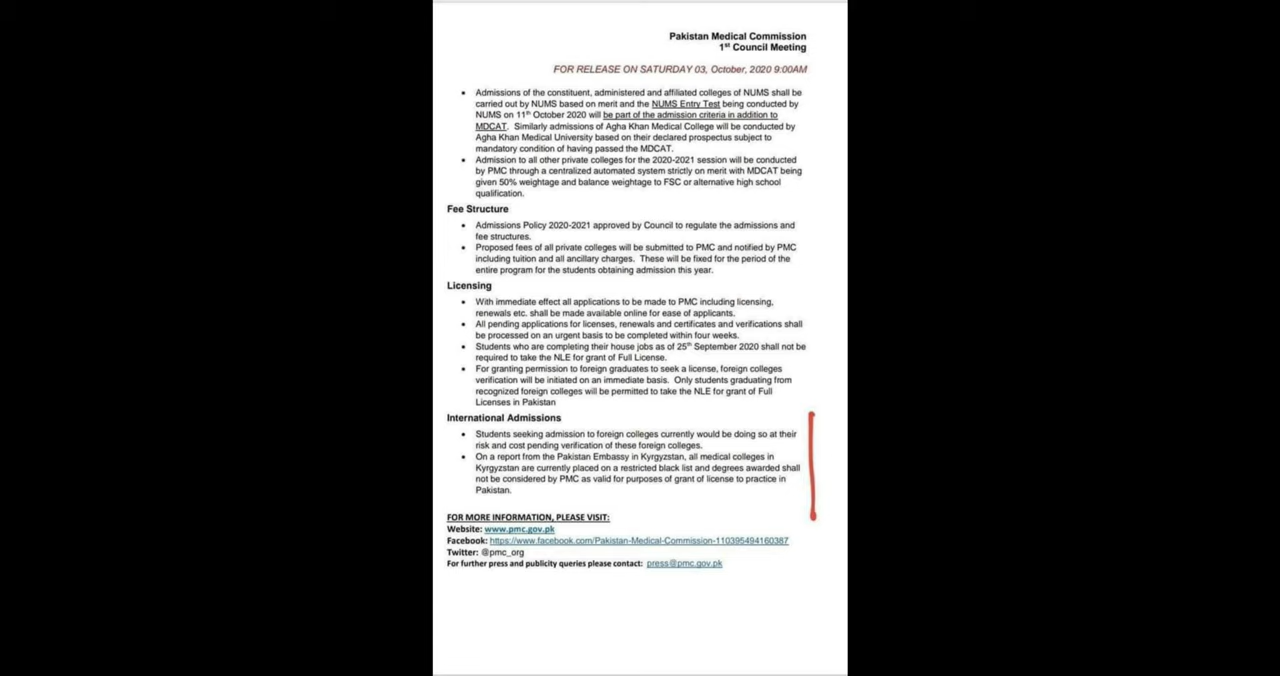 Pakistan Medical Commission
1st Council Meeting
FOR RELEASE ON SATURDAY 03, October, 2020 9:00AM
• Admissions of the constituent, administered and affiliated colleges of NUMS shall be
carried out by NUMS based on merit and the NUMS Entry Test being conducted by
NUMS on 11th October 2020 will be part of the admission criteria in addition to
MDCAT. Similarly admissions of Agha Khan Medical College will be conducted by
Agha Khan Medical University based on their declared prospectus subject to
mandatory condition of having passed the MDCAT.
• Admission to all other private colleges for the 2020-2021 session will be conducted
by PMC through a centralized automated system strictly on merit with MDCAT being
given 50% weightage and balance weightage to FSC or alternative high school
qualification.
Fee Structure
• Admissions Policy 2020-2021 approved by Council to regulate the admissions and
fee structures.
• Proposed fees of all private colleges will be submitted to PMC and notified by PMC
including tuition and all ancillary charges. These will be fixed for the period of the
entire program for the students obtaining admission this year.
Licensing
• With immediate effect all applications to be made to PMC including licensing,
renewals etc. shall be made available online for ease of applicants.
• All pending applications for licenses, renewals and certificates and verifications shall
be processed on an urgent basis to be completed within four weeks.
• Students who are completing their house jobs as of 25th September 2020 shall not be
required to take the NLE for grant of Full License.
• For granting permission to foreign graduates to seek a license, foreign colleges
verification will be initiated on an immediate basis. Only students graduating from
recognized foreign colleges will be permitted to take the NLE for grant of Full
Licenses in Pakistan
International Admissions
• Students seeking admission to foreign colleges currently would be doing so at their
risk and cost pending verification of these foreign colleges.
• On a report from the Pakistan Embassy in Kyrgyzstan, all medical colleges in
Kyrgyzstan are currently placed on a restricted black list and degrees awarded shall
not be considered by PMC as valid for purposes of grant of license to practice in
Pakistan.
FOR MORE INFORMATION, PLEASE VISIT:
Website: www.pmc.gov.pk
Facebook: https://www.facebook.com/Pakistan-Medical-Commission-110395494160387
Twitter: @pmc_org
For further press and publicity queries please contact: press@pmc.gov.pk